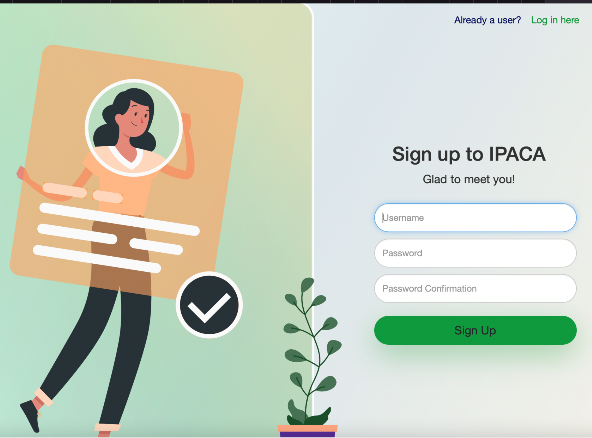 Already a user? Log in here
Sign up to IPACA
Glad to meet you!
Username
Password
Password Confirmation
Sign Up